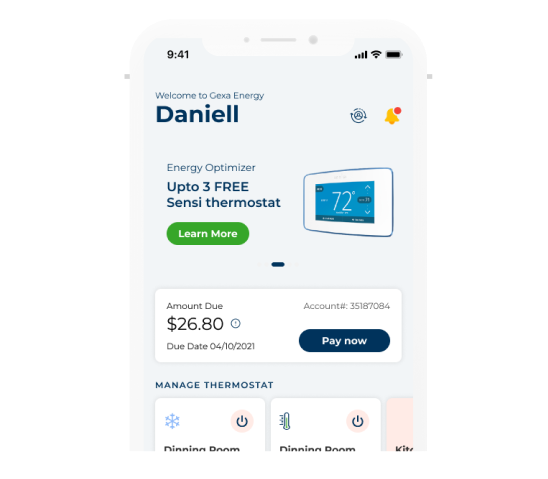 9:41
Welcome to Gexa Energy
Daniell
Energy Optimizer
Upto 3 FREE
Sensi thermostat
72°
Learn More
Amount Due
Account#: 35187084
$26.80
Due Date 04/10/2021
Pay now
MANAGE THERMOSTAT
Dinning Room
Dinning Room
Kitc